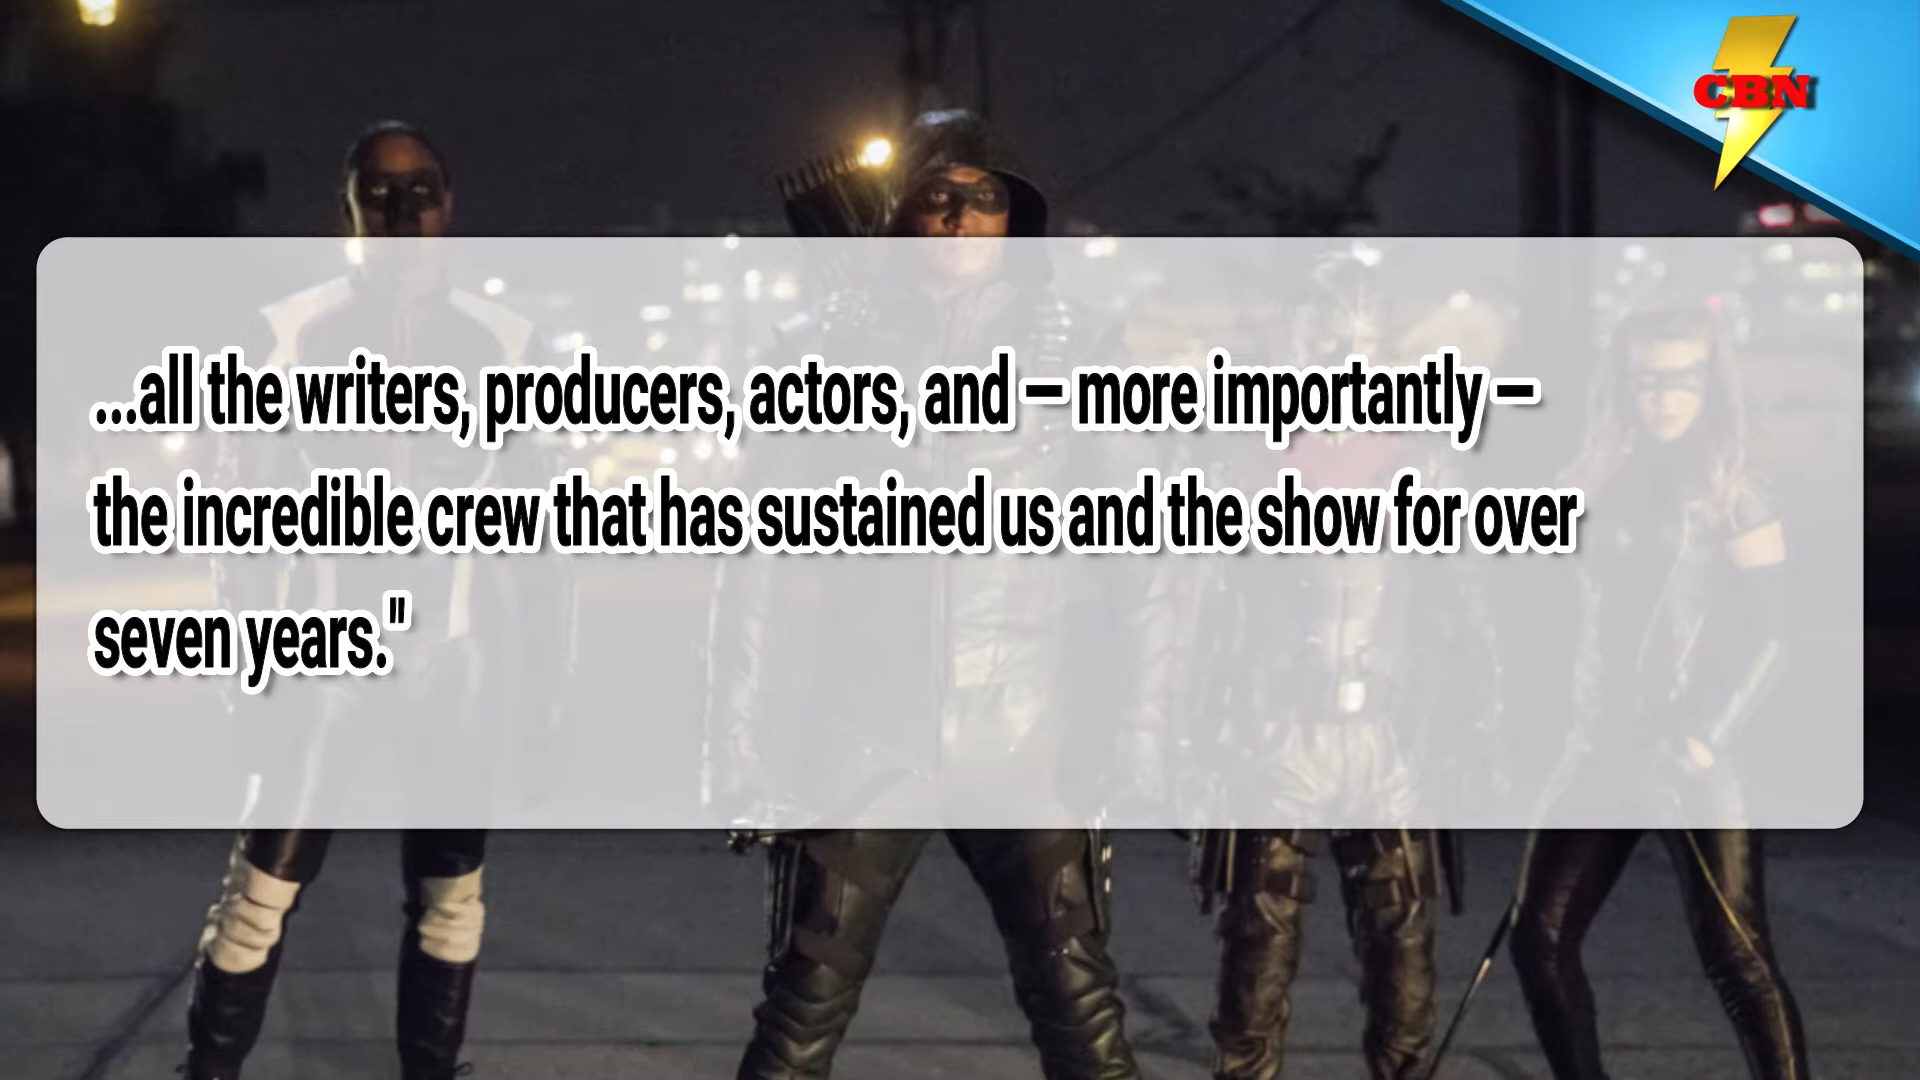 CBN
...all the writers, producers, actors, and – more importantly –
the incredible crew that has sustained us and the show for over
seven years."